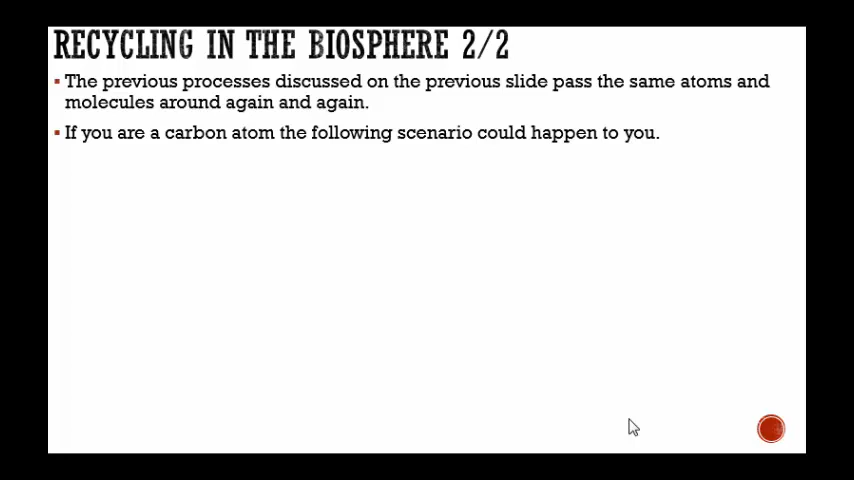 RECYCLING IN THE BIOSPHERE 2/2
▪ The previous processes discussed on the previous slide pass the same atoms and
molecules around again and again.
▪ If you are a carbon atom the following scenario could happen to you.